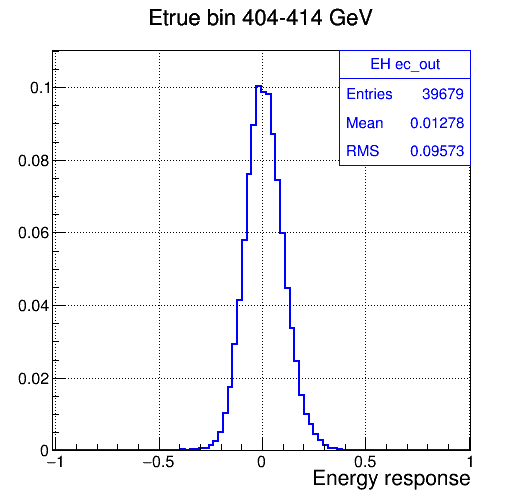 Etrue bin 404-414 GeV
EH ec_out
Entries 39679
Mean 0.01278
RMS 0.09573
0.1
0.08
0.06
0.04
0.02
0
−1 −0.5 0 0.5 1
Energy response